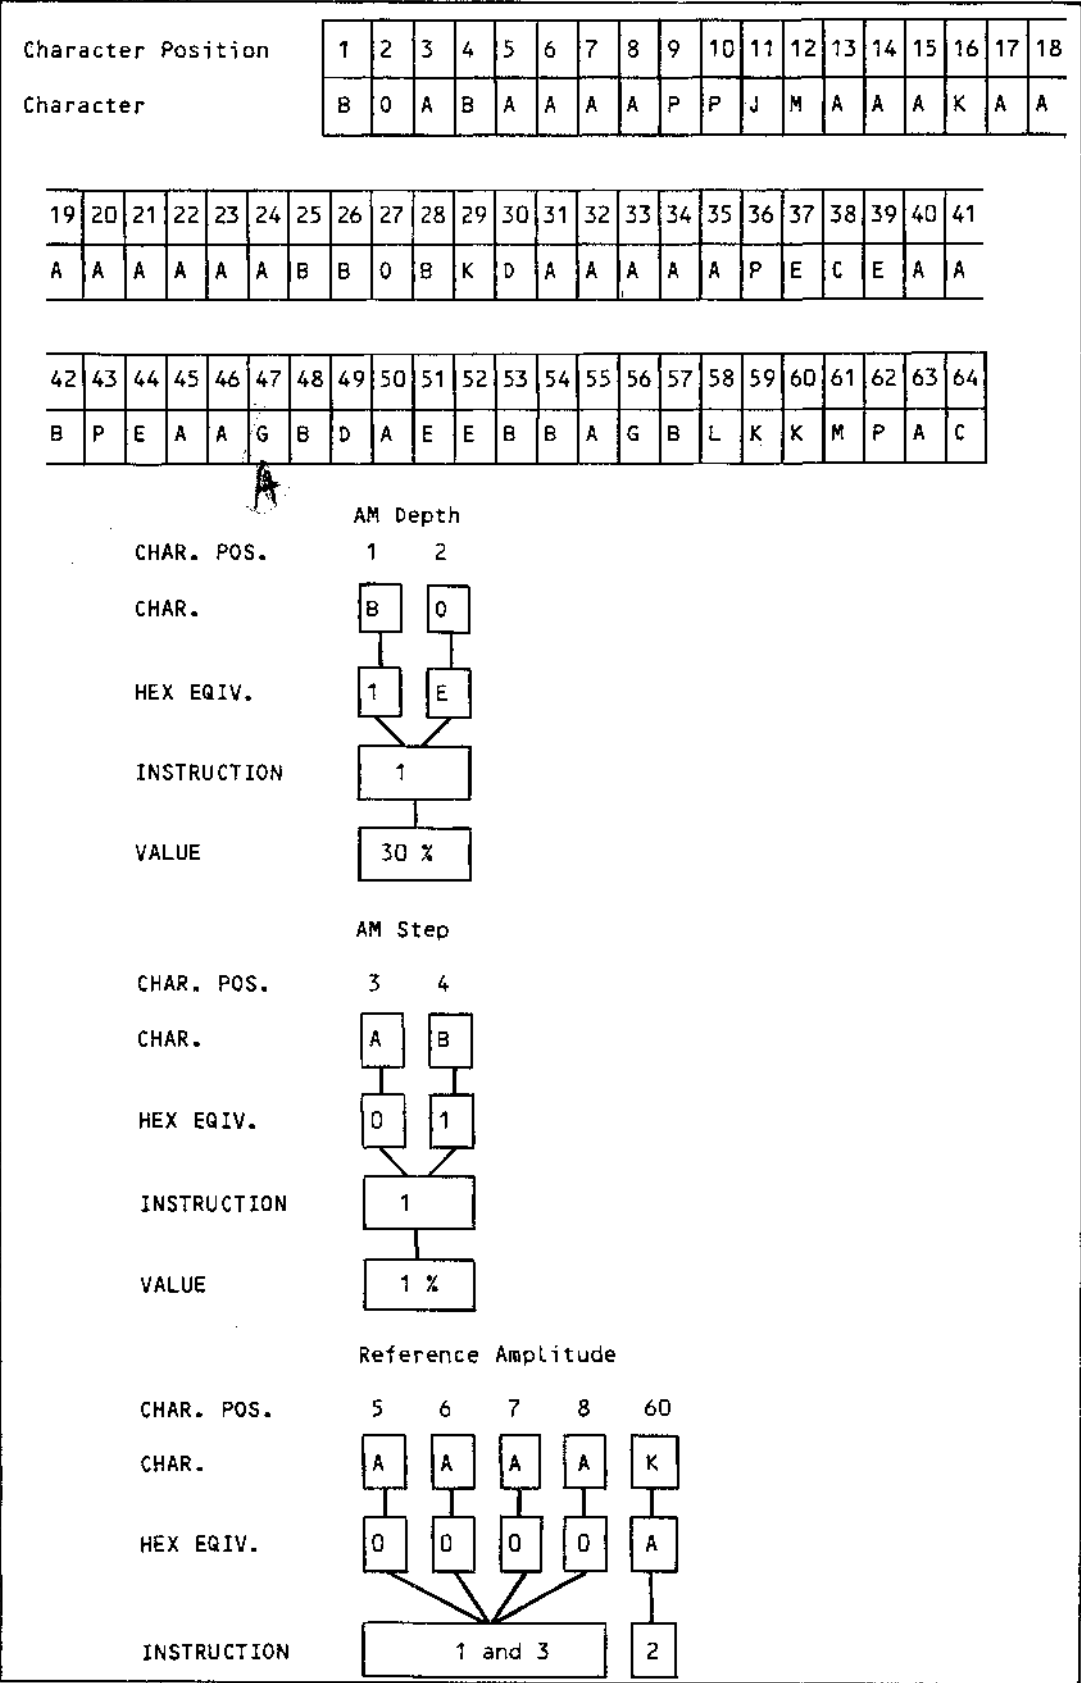 Character Position 1 2 3 4 5 6 7 8 9 10 11 12 13 14 15 16 17 18
Character B O A B A A A A P P J M A A A K A A
19 20 21 22 23 24 25 26 27 28 29 30 31 32 33 34 35 36 37 38 39 40 41
A A A A A A B B O B K D A A A A A P E C E A A
42 43 44 45 46 47 48 49 50 51 52 53 54 55 56 57 58 59 60 61 62 63 64
B P E A A G B D A E E B B A G B L K K M P A C
A
AM Depth
CHAR. POS. 1 2
CHAR. B O
HEX EQIV. 1 E
INSTRUCTION 1
VALUE 30 %
AM Step
CHAR. POS. 3 4
CHAR. A B
HEX EQIV. 0 1
INSTRUCTION 1
VALUE 1 %
Reference Amplitude
CHAR. POS. 5 6 7 8 60
CHAR. A A A A K
HEX EQIV. 0 0 0 0 A
INSTRUCTION 1 and 3 2